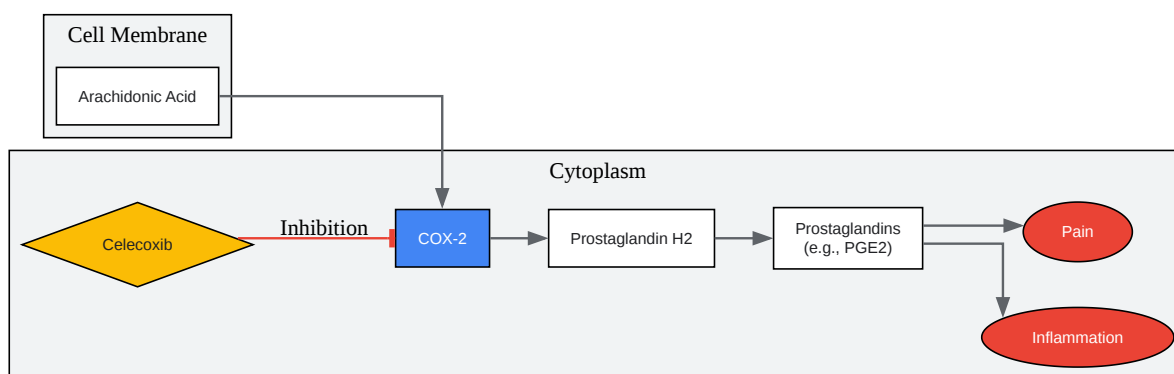 Cell Membrane
Arachidonic Acid
Cytoplasm
Celecoxib
Inhibition
COX-2
Prostaglandin H2
Prostaglandins
(e.g., PGE2)
Pain
Inflammation